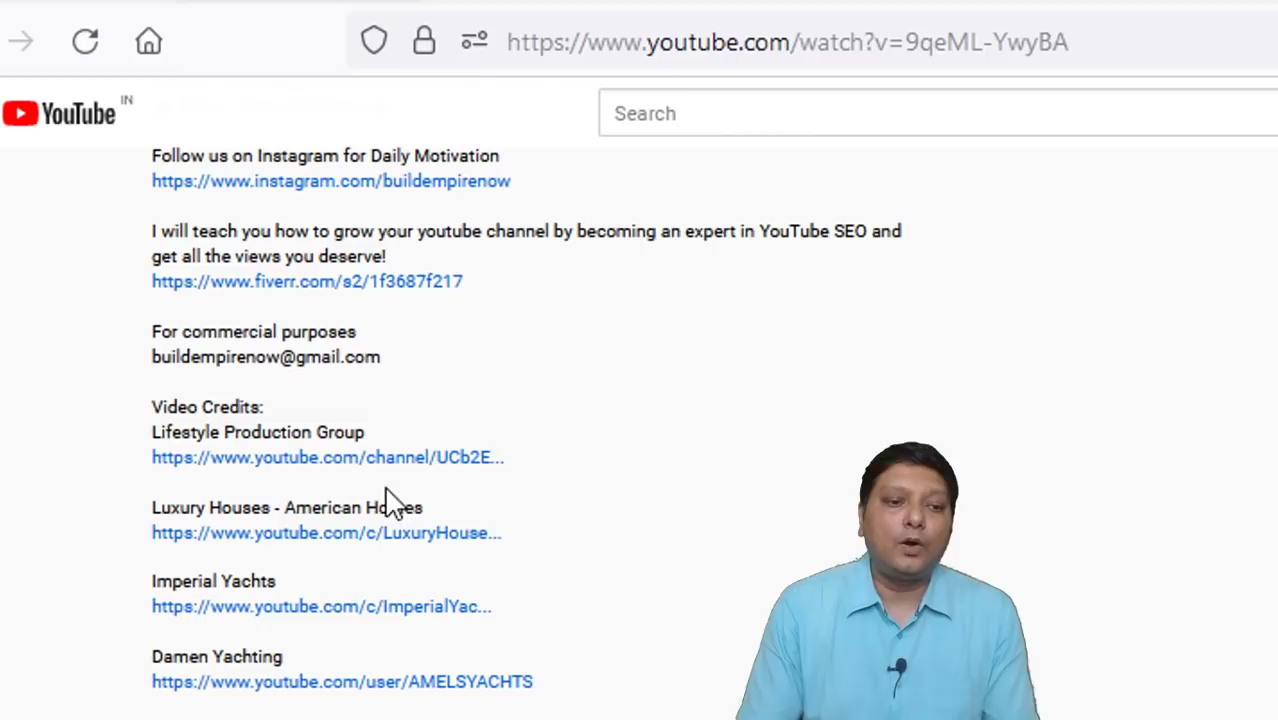 https://www.youtube.com/watch?v=9qeML-YwyBA
YouTube IN
Search
Follow us on Instagram for Daily Motivation
https://www.instagram.com/buildempirenow
I will teach you how to grow your youtube channel by becoming an expert in YouTube SEO and
get all the views you deserve!
https://www.fiverr.com/s2/1f3687f217
For commercial purposes
buildempirenow@gmail.com
Video Credits:
Lifestyle Production Group
https://www.youtube.com/channel/UCb2E...
Luxury Houses - American Homes
https://www.youtube.com/c/LuxuryHouse...
Imperial Yachts
https://www.youtube.com/c/ImperialYac...
Damen Yachting
https://www.youtube.com/user/AMELSYACHTS